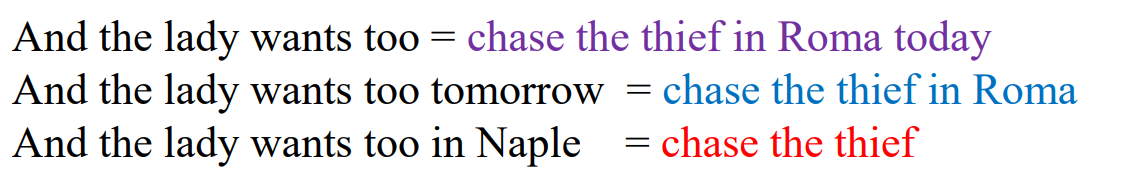 And the lady wants too = chase the thief in Roma today
And the lady wants too tomorrow = chase the thief in Roma
And the lady wants too in Naple = chase the thief